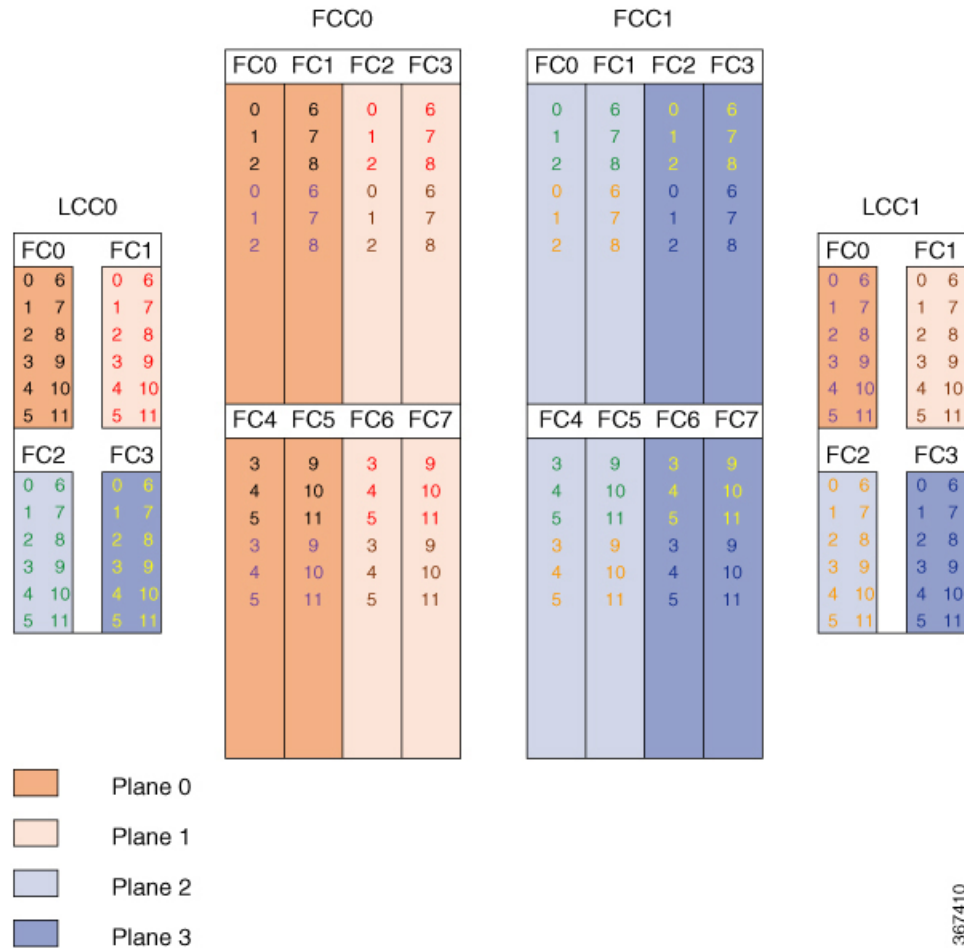 FCC0
FC0 FC1 FC2 FC3
0 6 0 6
1 7 1 7
2 8 2 8
0 6 0 6
1 7 1 7
2 8 2 8
FC4 FC5 FC6 FC7
3 9 3 9
4 10 4 10
5 11 5 11
3 9 3 9
4 10 4 10
5 11 5 11
FCC1
FC0 FC1 FC2 FC3
0 6 0 6
1 7 1 7
2 8 2 8
0 6 0 6
1 7 1 7
2 8 2 8
FC4 FC5 FC6 FC7
3 9 3 9
4 10 4 10
5 11 5 11
3 9 3 9
4 10 4 10
5 11 5 11
LCC0
FC0 FC1
0 6 0 6
1 7 1 7
2 8 2 8
3 9 3 9
4 10 4 10
5 11 5 11
FC2 FC3
0 6 0 6
1 7 1 7
2 8 2 8
3 9 3 9
4 10 4 10
5 11 5 11
LCC1
FC0 FC1
0 6 0 6
1 7 1 7
2 8 2 8
3 9 3 9
4 10 4 10
5 11 5 11
FC2 FC3
0 6 0 6
1 7 1 7
2 8 2 8
3 9 3 9
4 10 4 10
5 11 5 11
Plane 0
Plane 1
Plane 2
Plane 3
367410